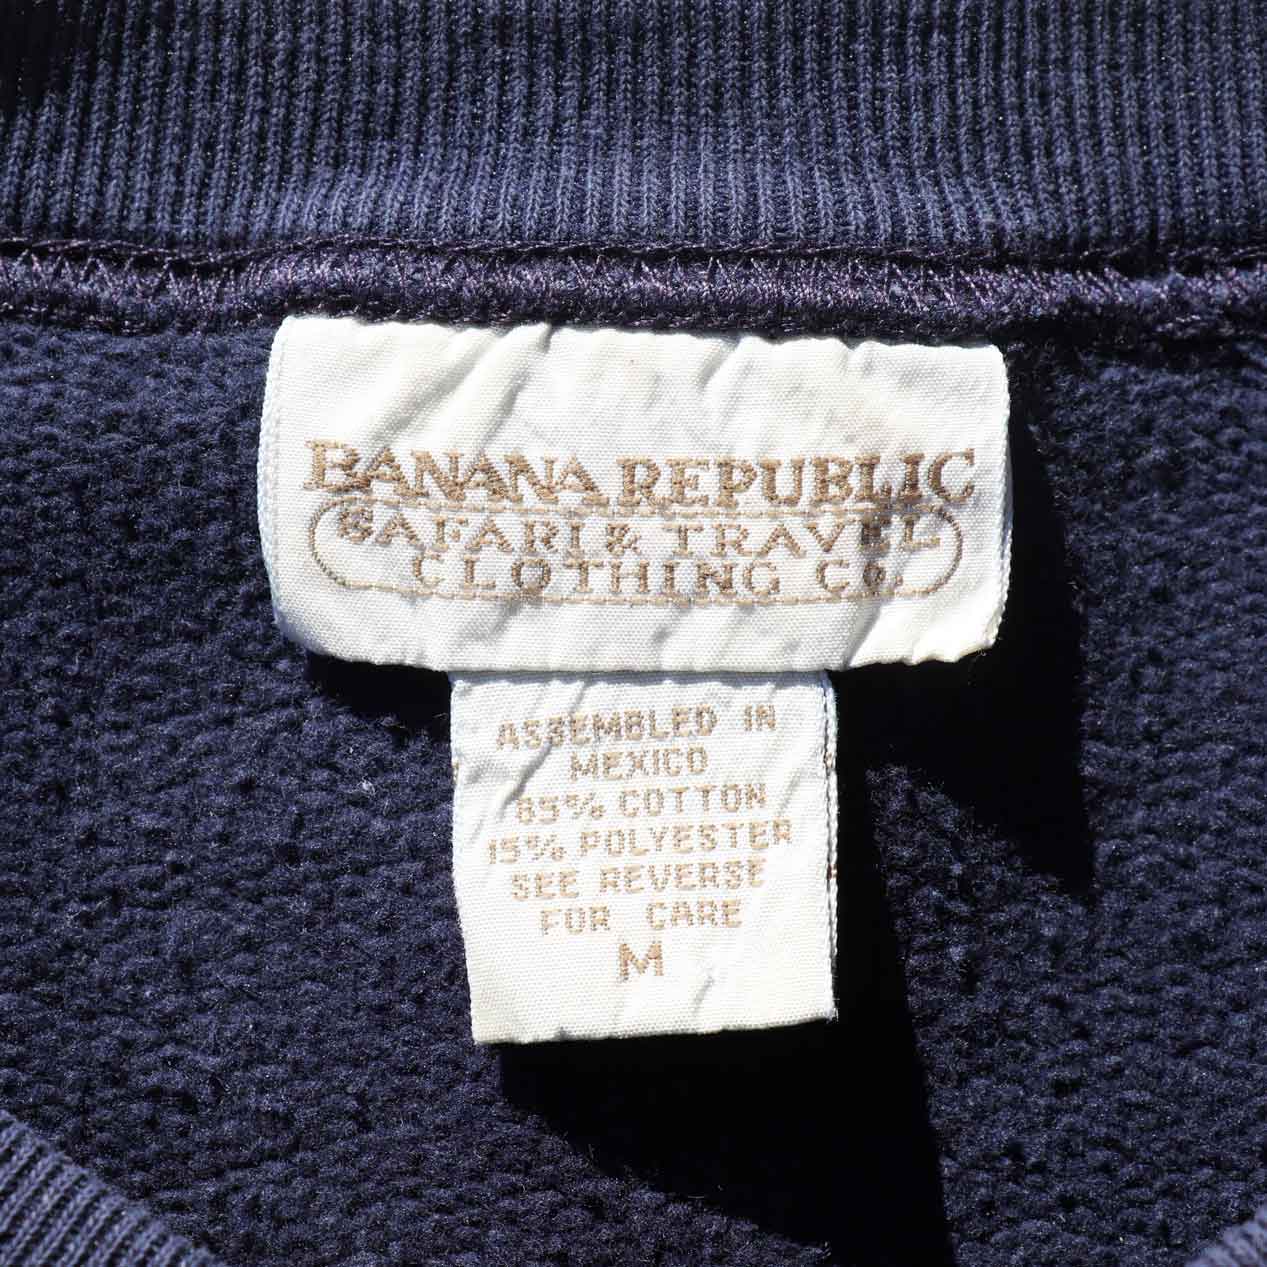 BANANA REPUBLIC
SAFARI & TRAVEL
CLOTHING CO.
ASSEMBLED IN
MEXICO
85% COTTON
15% POLYESTER
SEE REVERSE
FOR CARE
M